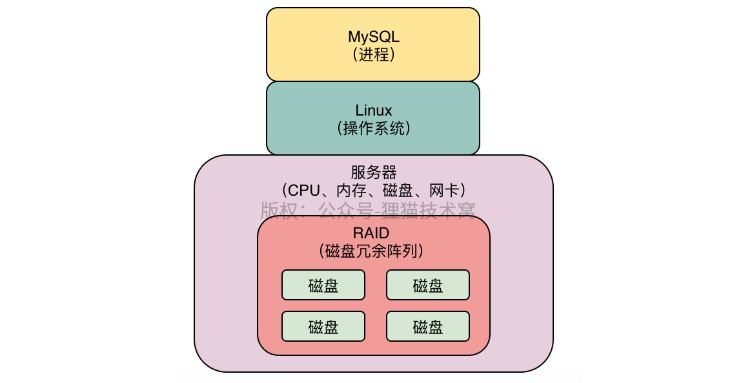 MySQL
(进程)
Linux
(操作系统)
服务器
(CPU、内存、磁盘、网卡)
版权：公众号-狸猫技术窝
RAID
(磁盘冗余阵列)
磁盘
磁盘
磁盘
磁盘